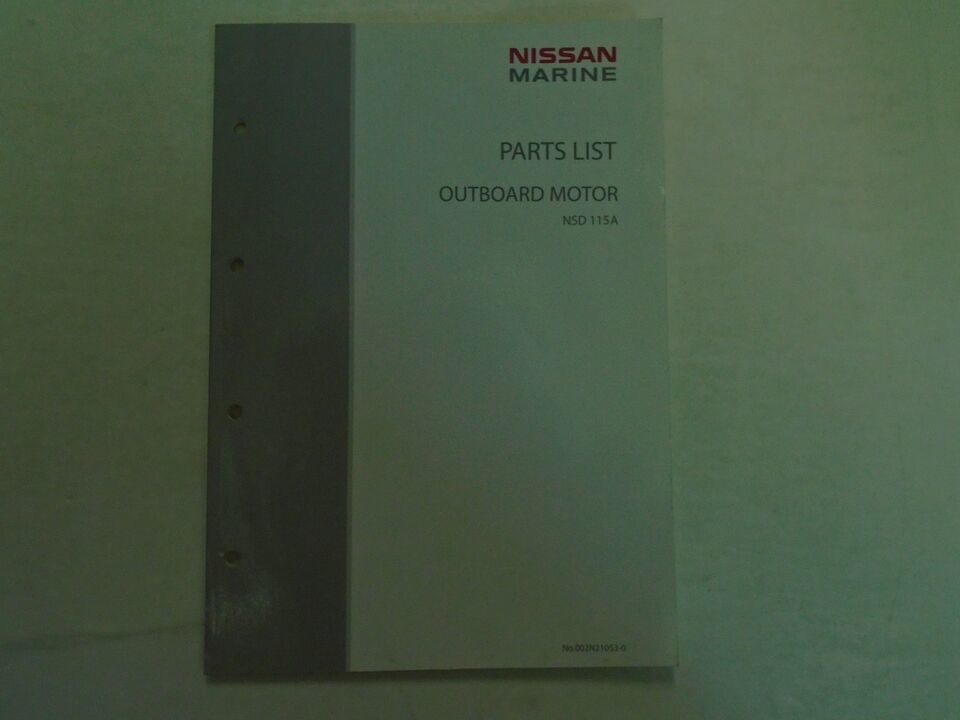 NISSAN
MARINE
PARTS LIST
OUTBOARD MOTOR
NSD 115A
No.002N21053-0